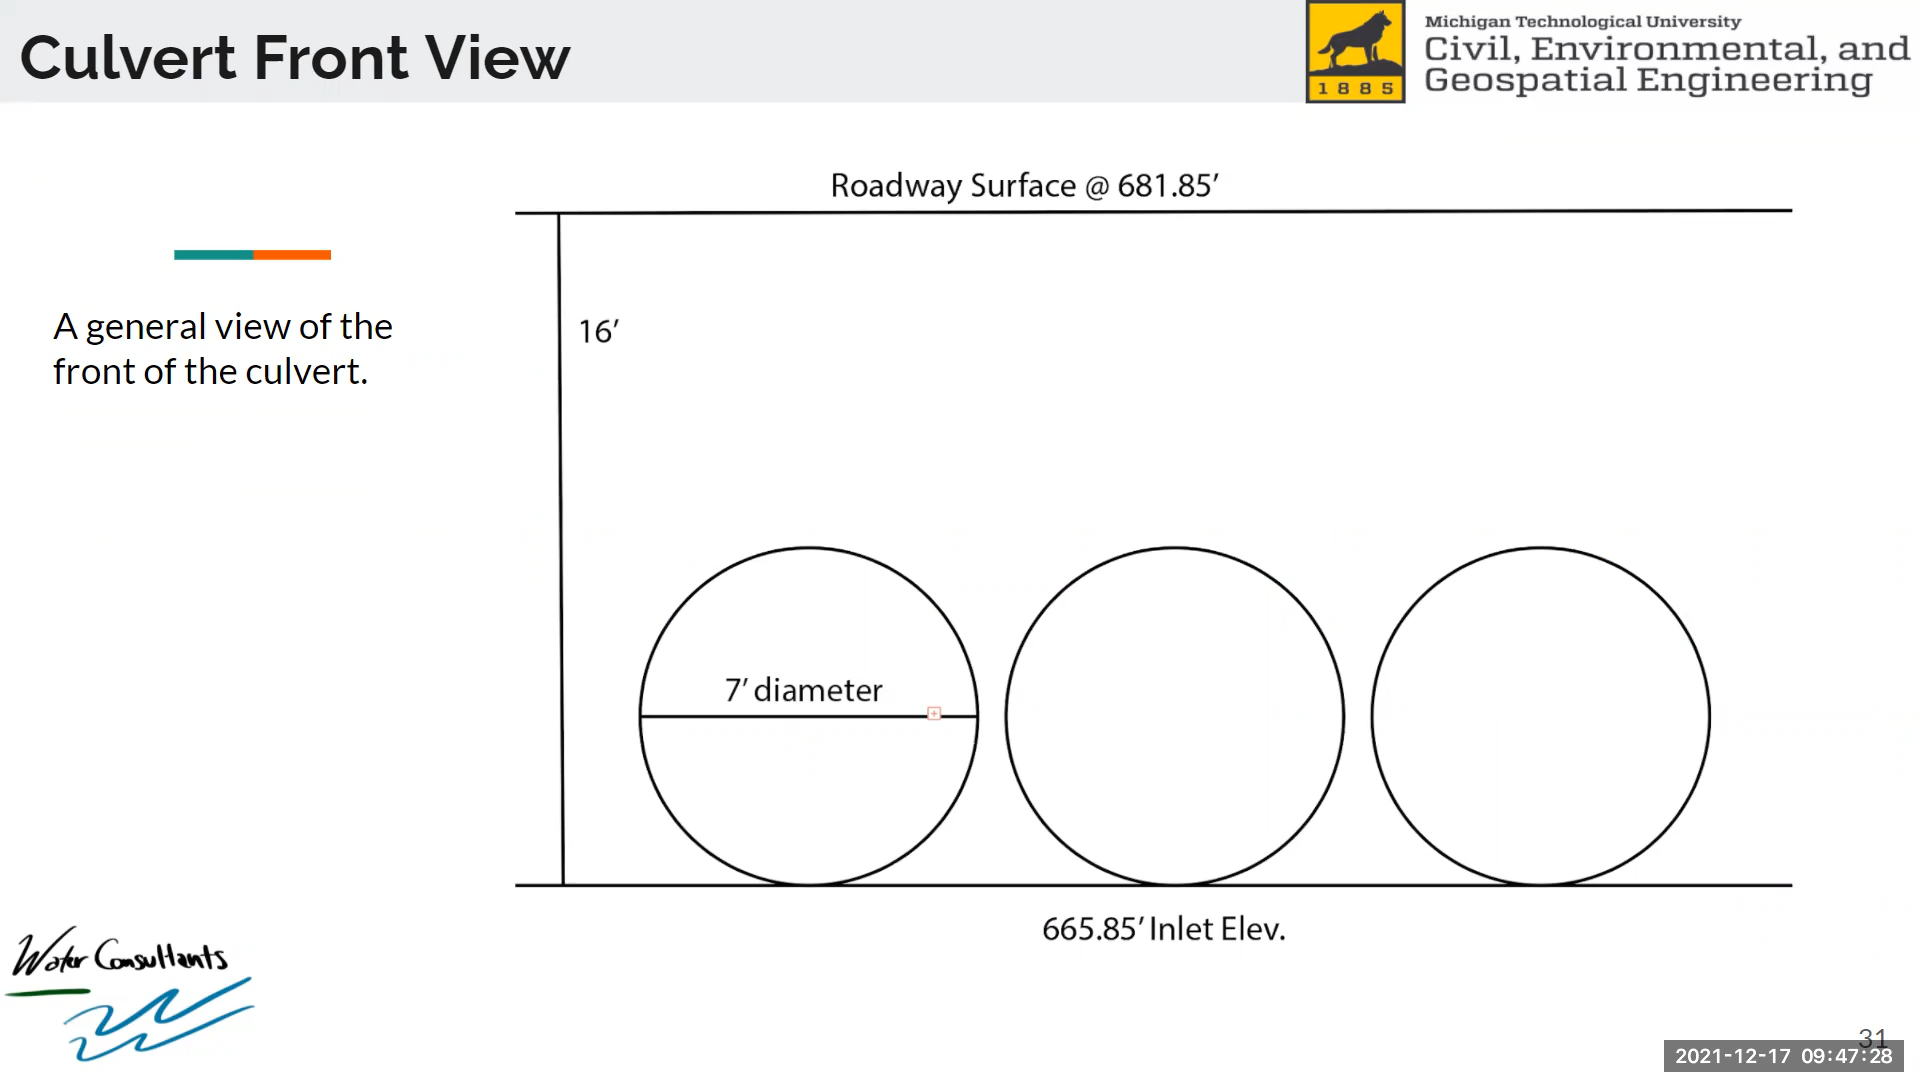 Culvert Front View
Michigan Technological University
Civil, Environmental, and
Geospatial Engineering
1885
Roadway Surface @ 681.85’
A general view of the
front of the culvert.
16’
7’ diameter
665.85’ Inlet Elev.
Water Consultants
31
2021-12-17 09:47:28